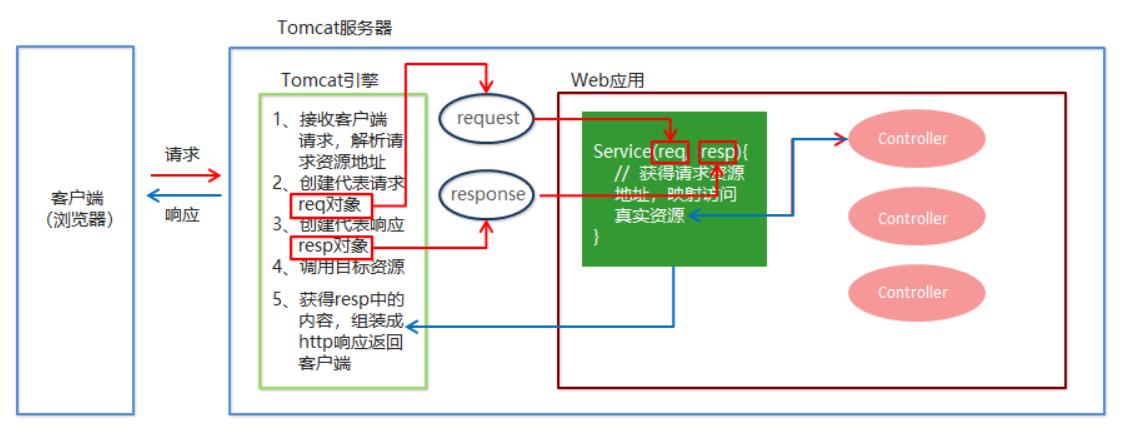 Tomcat服务器
Tomcat引擎
Web应用
1、接收客户端
请求，解析请
求资源地址
2、创建代表请求
req对象
3、创建代表响应
resp对象
4、调用目标资源
5、获得resp中的
内容，组装成
http响应返回
客户端
请求
响应
客户端
（浏览器）
request
response
Service(req resp){
// 获得请求资源
地址，映射访问
真实资源
}
Controller
Controller
Controller